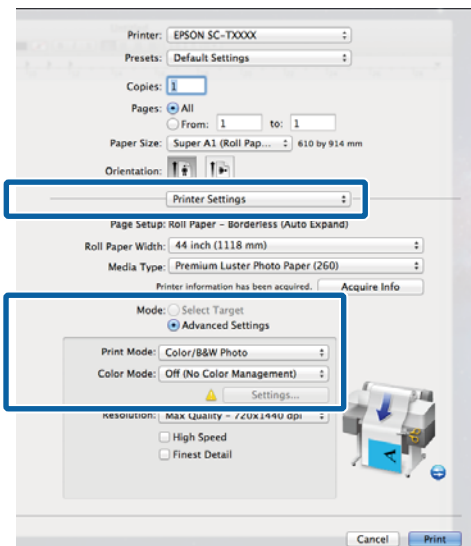 Printer: EPSON SC-TXXXX
Presets: Default Settings
Copies: 1
Pages: All
From: 1 to: 1
Paper Size: Super A1 (Roll Pap... 610 by 914 mm
Orientation:
Printer Settings
Page Setup: Roll Paper - Borderless (Auto Expand)
Roll Paper Width: 44 inch (1118 mm)
Media Type: Premium Luster Photo Paper (260)
Printer information has been acquired. Acquire Info
Mode: Select Target
Advanced Settings
Print Mode: Color/B&W Photo
Color Mode: Off (No Color Management)
Settings...
Resolution: Max Quality - 720x1440 dpi
High Speed
Finest Detail
A
Cancel Print